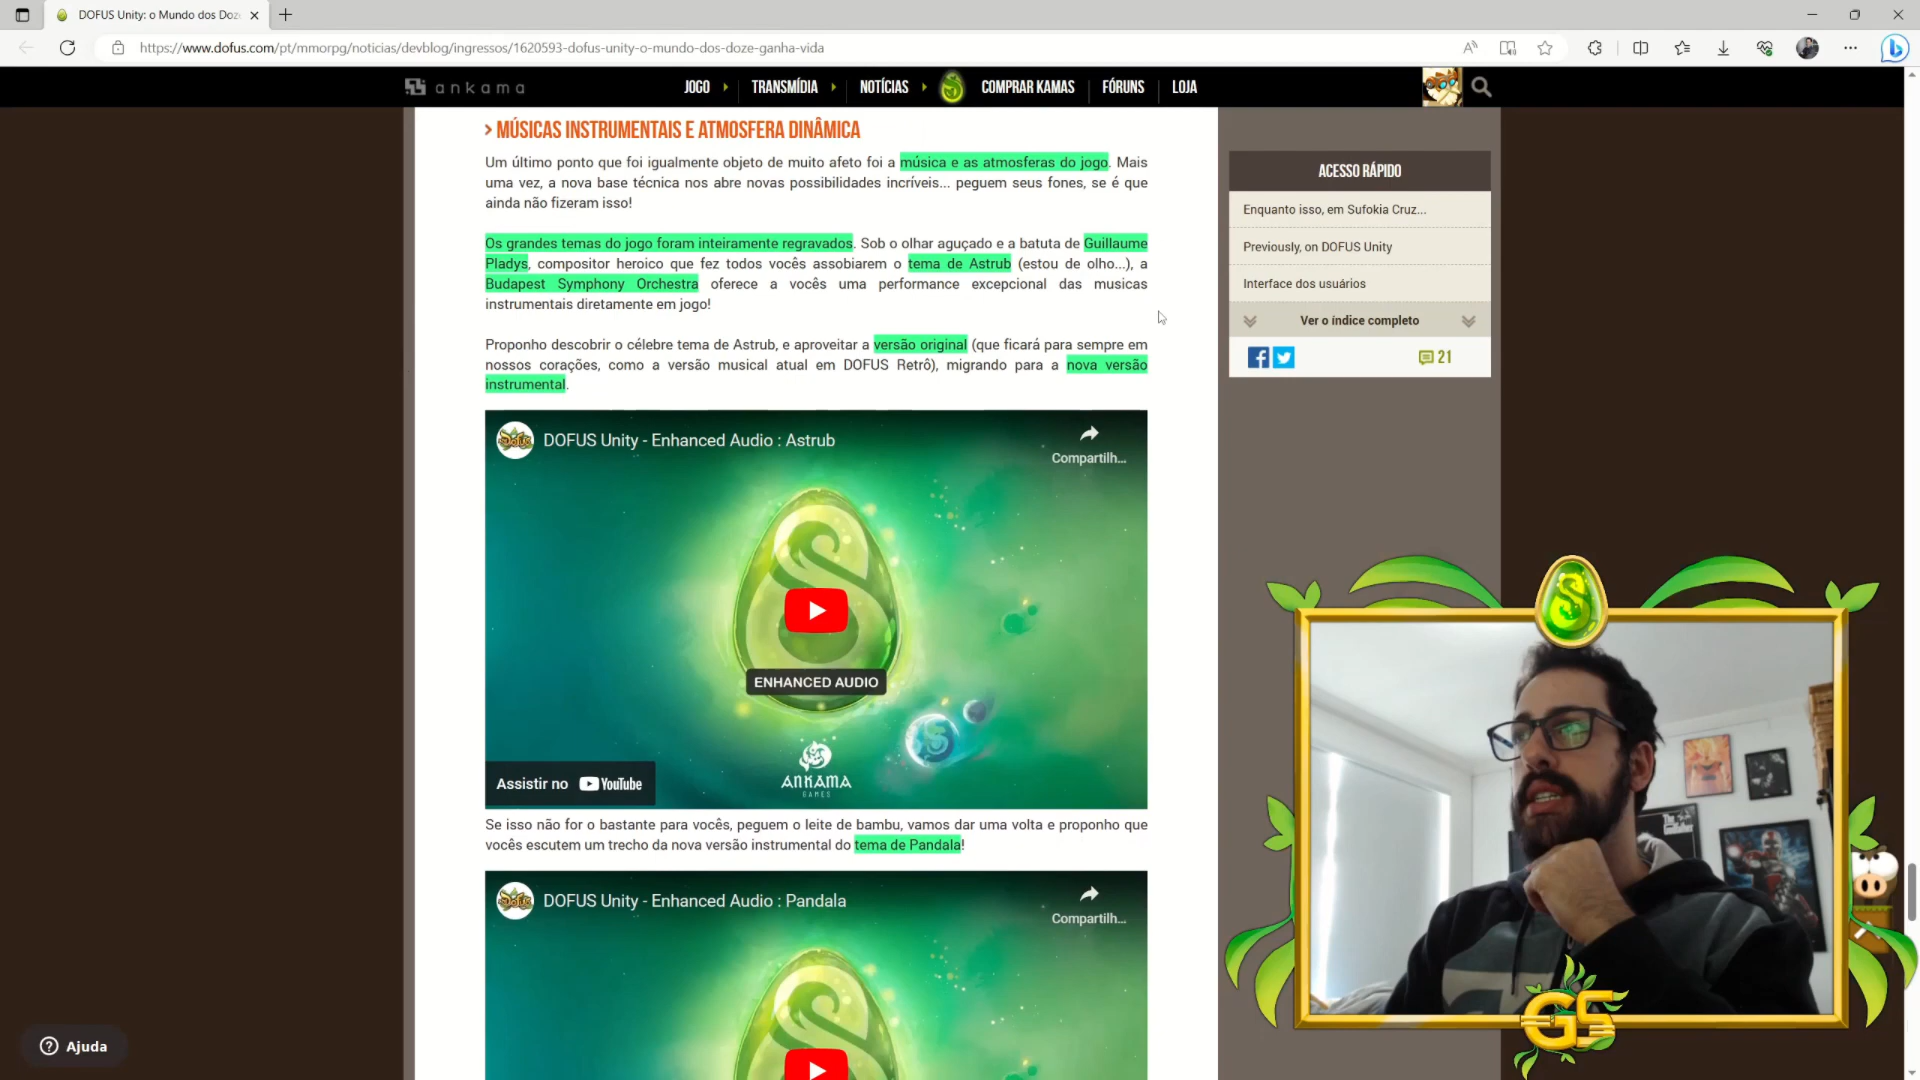 DOFUS Unity: o Mundo dos Doze
https://www.dofus.com/pt/mmorpg/noticias/devblog/ingressos/1620593-dofus-unity-o-mundo-dos-doze-ganha-vida
ankama
JOGO TRANSMÍDIA NOTÍCIAS COMPRAR KAMAS FÓRUNS LOJA
MÚSICAS INSTRUMENTAIS E ATMOSFERA DINÂMICA
Um último ponto que foi igualmente objeto de muito afeto foi a música e as atmosferas do jogo. Mais
uma vez, a nova base técnica nos abre novas possibilidades incríveis... peguem seus fones, se é que
ainda não fizeram isso!
Os grandes temas do jogo foram inteiramente regravados. Sob o olhar aguçado e a batuta de Guillaume
Pladys, compositor heroico que fez todos vocês assobiarem o tema de Astrub (estou de olho...), a
Budapest Symphony Orchestra oferece a vocês uma performance excepcional das musicas
instrumentais diretamente em jogo!
Proponho descobrir o célebre tema de Astrub, e aproveitar a versão original (que ficará para sempre em
nossos corações, como a versão musical atual em DOFUS Retrô), migrando para a nova versão
instrumental.
DOFUS Unity - Enhanced Audio : Astrub
Compartilh...
ENHANCED AUDIO
ANKAMA
GAMES
Assistir no YouTube
Se isso não for o bastante para vocês, peguem o leite de bambu, vamos dar uma volta e proponho que
vocês escutem um trecho da nova versão instrumental do tema de Pandala!
DOFUS Unity - Enhanced Audio : Pandala
Compartilh...
ACESSO RÁPIDO
Enquanto isso, em Sufokia Cruz...
Previously, on DOFUS Unity
Interface dos usuários
Ver o índice completo
21
GS
Ajuda